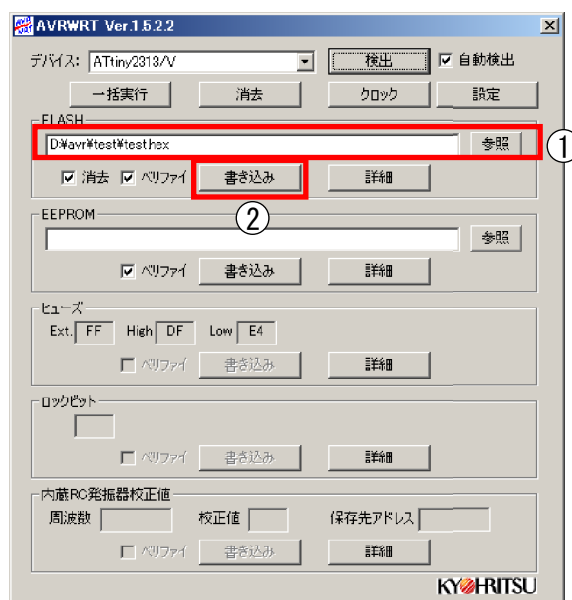 AVRWRT Ver.1.5.2.2
デバイス: ATtiny2313/V 検出 自動検出
一括実行 消去 クロック 設定
FLASH
D:¥avr¥test¥test.hex 参照 ①
消去 ベリファイ 書き込み 詳細
②
EEPROM
参照
ベリファイ 書き込み 詳細
ヒューズ
Ext. FF High DF Low E4
ベリファイ 書き込み 詳細
ロックビット
ベリファイ 書き込み 詳細
内蔵RC発振器校正値
周波数 校正値 保存先アドレス
ベリファイ 書き込み 詳細
KYOHRITSU